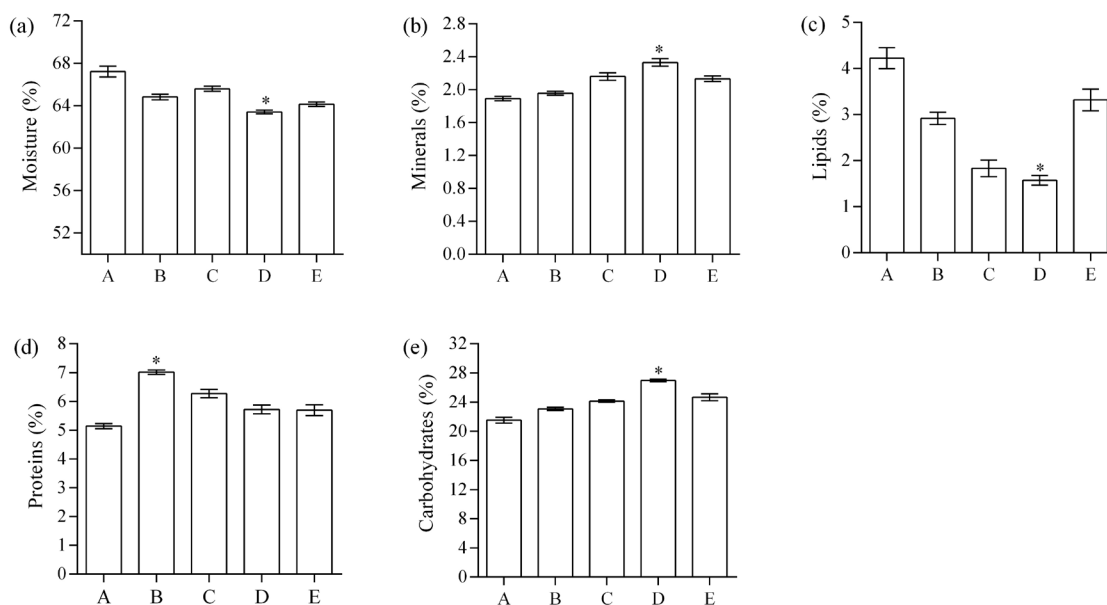 (a)
Moisture (%)
72
68
64
60
56
52
*
A B C D E
(b)
Minerals (%)
2.8
2.4
2.0
1.6
1.2
0.8
0.4
0.0
*
A B C D E
(c)
Lipids (%)
5
4
3
2
1
0
*
A B C D E
(d)
Proteins (%)
8
7
6
5
4
3
2
1
0
*
A B C D E
(e)
Carbohydrates (%)
32
28
24
20
16
12
8
4
0
*
A B C D E